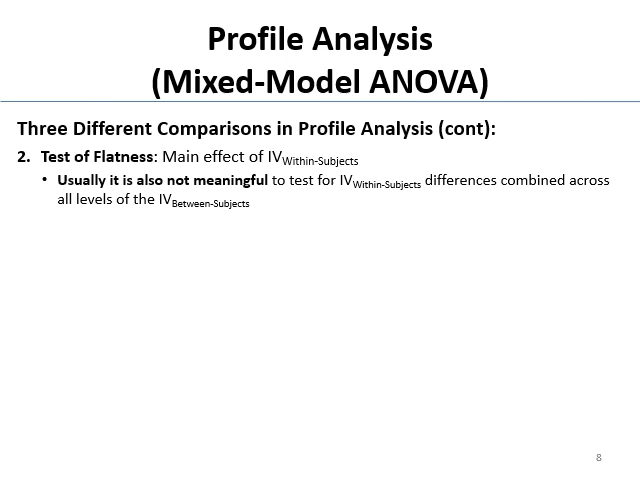 Profile Analysis
(Mixed-Model ANOVA)
Three Different Comparisons in Profile Analysis (cont):
2. Test of Flatness: Main effect of IVWithin-Subjects
• Usually it is also not meaningful to test for IVWithin-Subjects differences combined across
all levels of the IVBetween-Subjects
8